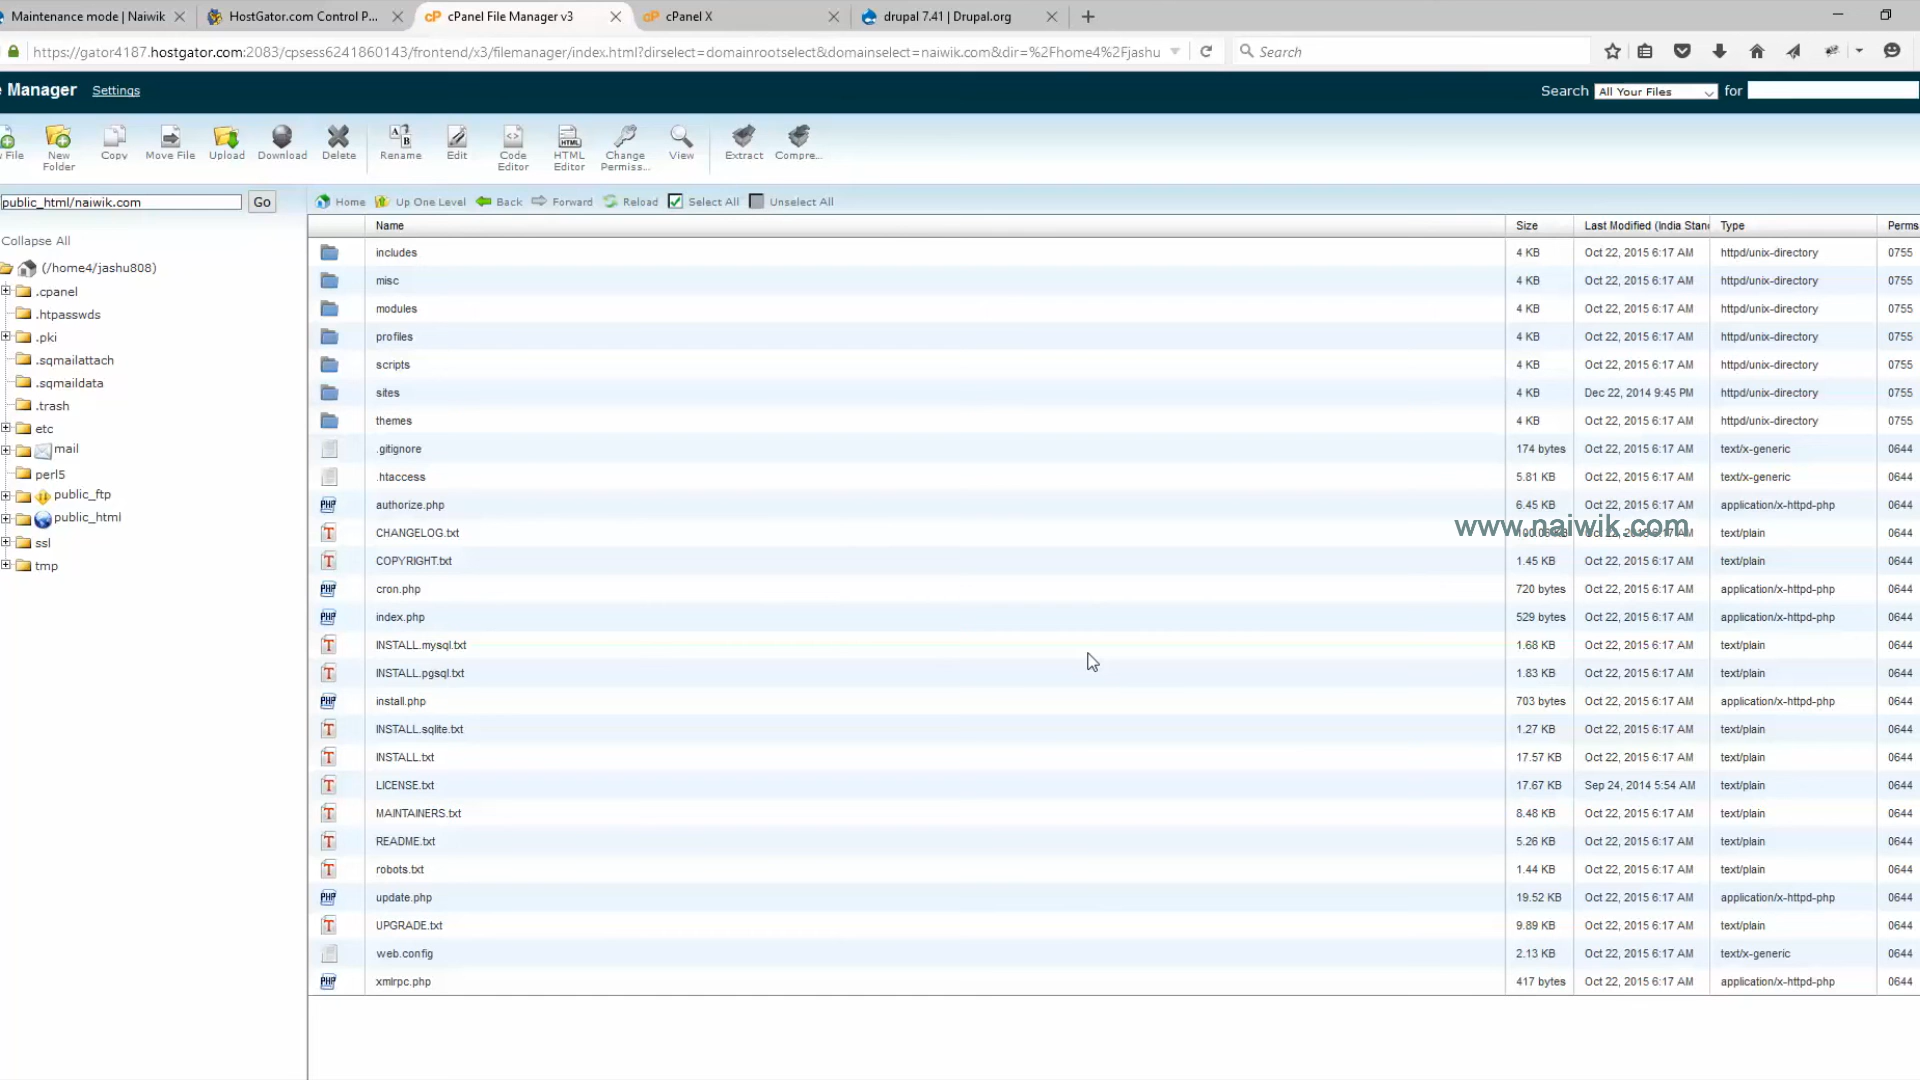 Maintenance mode | Naiwik
HostGator.com Control P...
cPanel File Manager v3
cPanel X
drupal 7.41 | Drupal.org
https://gator4187.hostgator.com:2083/cpsess6241860143/frontend/x3/filemanager/index.html?dirselect=domainrootselect&domainselect=naiwik.com&dir=%2Fhome4%2Fjashu
Search
Manager Settings
Search All Your Files for
File
New Folder
Copy
Move File
Upload
Download
Delete
Rename
Edit
Code Editor
HTML Editor
Change Permiss...
View
Extract
Compre...
public_html/naiwik.com Go
Home Up One Level Back Forward Reload Select All Unselect All
Collapse All
(/home4/jashu808)
.cpanel
.htpasswds
.pki
.sqmailattach
.sqmaildata
.trash
etc
mail
perl5
public_ftp
public_html
ssl
tmp
Name Size Last Modified (India Stan Type Perms
includes 4 KB Oct 22, 2015 6:17 AM httpd/unix-directory 0755
misc 4 KB Oct 22, 2015 6:17 AM httpd/unix-directory 0755
modules 4 KB Oct 22, 2015 6:17 AM httpd/unix-directory 0755
profiles 4 KB Oct 22, 2015 6:17 AM httpd/unix-directory 0755
scripts 4 KB Oct 22, 2015 6:17 AM httpd/unix-directory 0755
sites 4 KB Dec 22, 2014 9:45 PM httpd/unix-directory 0755
themes 4 KB Oct 22, 2015 6:17 AM httpd/unix-directory 0755
.gitignore 174 bytes Oct 22, 2015 6:17 AM text/x-generic 0644
.htaccess 5.81 KB Oct 22, 2015 6:17 AM text/x-generic 0644
authorize.php 6.45 KB Oct 22, 2015 6:17 AM application/x-httpd-php 0644
www.naiwik.com
CHANGELOG.txt Oct 22, 2015 6:17 AM text/plain 0644
COPYRIGHT.txt 1.45 KB Oct 22, 2015 6:17 AM text/plain 0644
cron.php 720 bytes Oct 22, 2015 6:17 AM application/x-httpd-php 0644
index.php 529 bytes Oct 22, 2015 6:17 AM application/x-httpd-php 0644
INSTALL.mysql.txt 1.68 KB Oct 22, 2015 6:17 AM text/plain 0644
INSTALL.pgsql.txt 1.83 KB Oct 22, 2015 6:17 AM text/plain 0644
install.php 703 bytes Oct 22, 2015 6:17 AM application/x-httpd-php 0644
INSTALL.sqlite.txt 1.27 KB Oct 22, 2015 6:17 AM text/plain 0644
INSTALL.txt 17.57 KB Oct 22, 2015 6:17 AM text/plain 0644
LICENSE.txt 17.67 KB Sep 24, 2014 5:54 AM text/plain 0644
MAINTAINERS.txt 8.48 KB Oct 22, 2015 6:17 AM text/plain 0644
README.txt 5.26 KB Oct 22, 2015 6:17 AM text/plain 0644
robots.txt 1.44 KB Oct 22, 2015 6:17 AM text/plain 0644
update.php 19.52 KB Oct 22, 2015 6:17 AM application/x-httpd-php 0644
UPGRADE.txt 9.89 KB Oct 22, 2015 6:17 AM text/plain 0644
web.config 2.13 KB Oct 22, 2015 6:17 AM text/x-generic 0644
xmlrpc.php 417 bytes Oct 22, 2015 6:17 AM application/x-httpd-php 0644